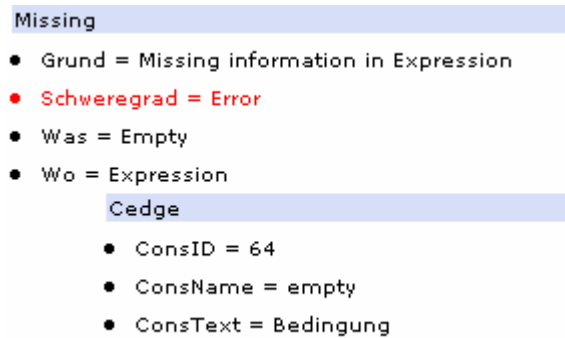 Missing
• Grund = Missing information in Expression
• Schweregrad = Error
• Was = Empty
• Wo = Expression
Cedge
• ConsID = 64
• ConsName = empty
• ConsText = Bedingung